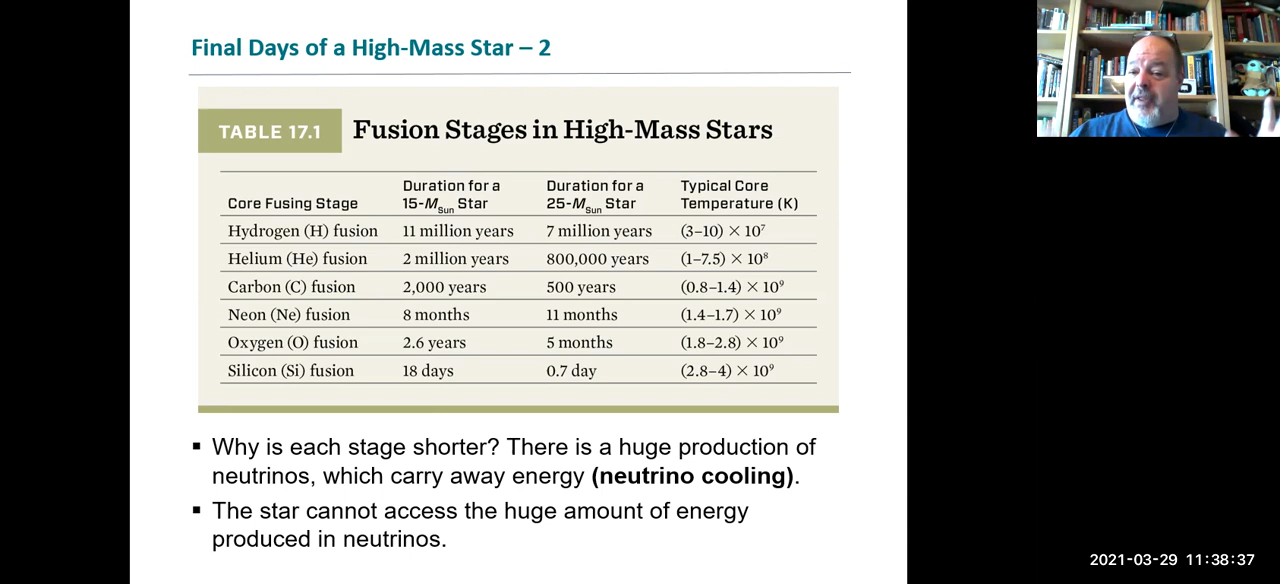 Final Days of a High-Mass Star – 2
TABLE 17.1 Fusion Stages in High-Mass Stars
Core Fusing Stage Duration for a 15-M_Sun Star Duration for a 25-M_Sun Star Typical Core Temperature (K)
Hydrogen (H) fusion 11 million years 7 million years (3–10) × 10⁷
Helium (He) fusion 2 million years 800,000 years (1–7.5) × 10⁸
Carbon (C) fusion 2,000 years 500 years (0.8–1.4) × 10⁹
Neon (Ne) fusion 8 months 11 months (1.4–1.7) × 10⁹
Oxygen (O) fusion 2.6 years 5 months (1.8–2.8) × 10⁹
Silicon (Si) fusion 18 days 0.7 day (2.8–4) × 10⁹
▪ Why is each stage shorter? There is a huge production of
neutrinos, which carry away energy (neutrino cooling).
▪ The star cannot access the huge amount of energy
produced in neutrinos.
2021-03-29 11:38:37